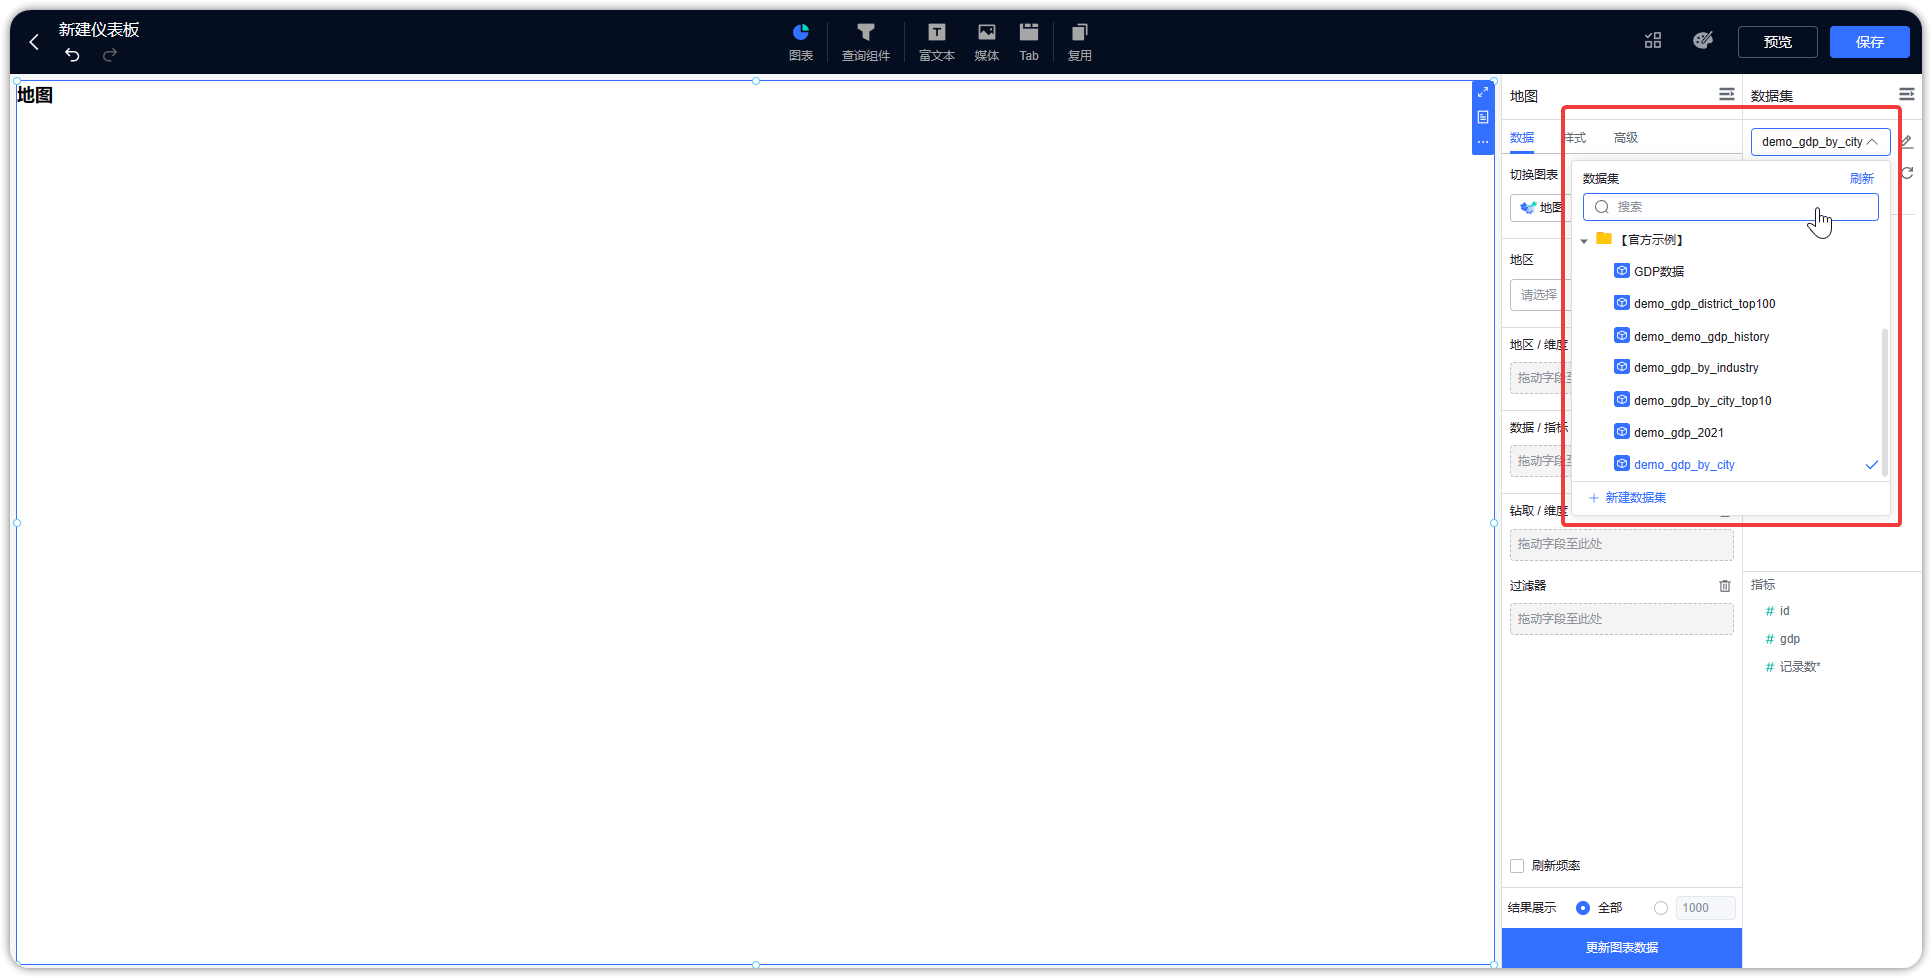 新建仪表板
图表
查询组件
富文本
媒体
Tab
复用
预览
保存
地图
地图
数据
样式
高级
切换图表
地图
地区
请选择
地区 / 维度
拖动字段至
数据 / 指标
拖动字段至
钻取 / 维度
拖动字段至此处
过滤器
拖动字段至此处
刷新频率
结果展示
全部
1000
更新图表数据
数据集
demo_gdp_by_city
数据集
刷新
搜索
【官方示例】
GDP数据
demo_gdp_district_top100
demo_demo_gdp_history
demo_gdp_by_industry
demo_gdp_by_city_top10
demo_gdp_2021
demo_gdp_by_city
+ 新建数据集
指标
# id
# gdp
# 记录数*